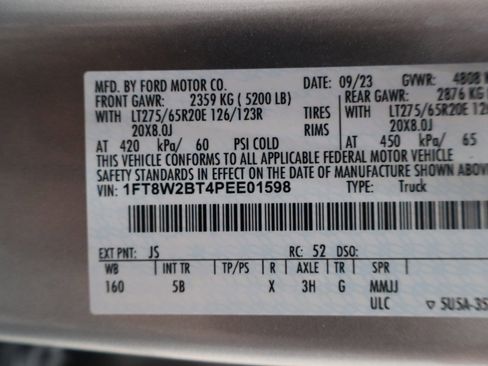 MFD. BY FORD MOTOR CO.
DATE: 09/23 GVWR: 4808 K
FRONT GAWR: 2359 KG ( 5200 LB) REAR GAWR: 2876 KG
WITH LT275/65R20E 126/123R TIRES WITH LT275/65R20E 126
20X8.0J RIMS 20X8.0J
AT 420 kPa/ 60 PSI COLD AT 450 kPa/ 65
THIS VEHICLE CONFORMS TO ALL APPLICABLE FEDERAL MOTOR VEHICLE
SAFETY STANDARDS IN EFFECT ON THE DATE OF MANUFACTURE SHOWN ABOVE.
VIN: 1FT8W2BT4PEE01598 TYPE: Truck
EXT PNT: JS RC: 52 DSO:
WB INT TR TP/PS R AXLE TR SPR
160 5B X 3H G MMJJ
ULC ▽ 5U5A-35